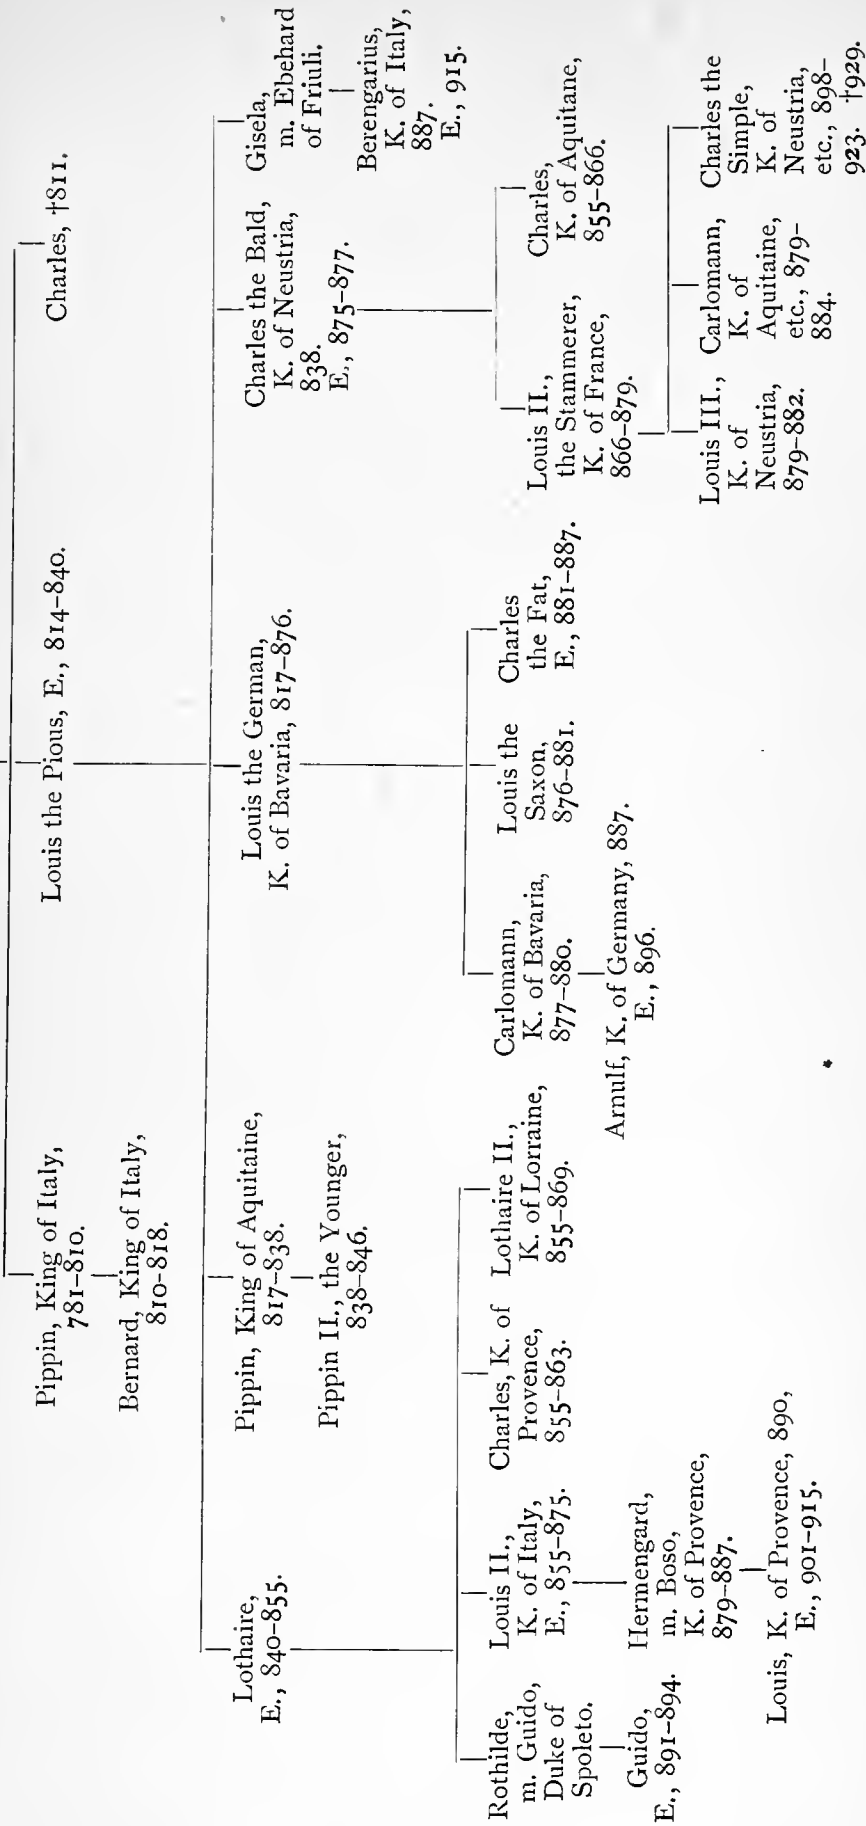 Pippin, King of Italy,
781–810.
Bernard, King of Italy,
810–818.
Louis the Pious, E., 814–840.
Charles, †811.
Lothaire,
E., 840–855.
Pippin, King of Aquitaine,
817–838.
Pippin II., the Younger,
838–846.
Louis the German,
K. of Bavaria, 817–876.
Charles the Bald,
K. of Neustria,
838.
E., 875–877.
Gisela,
m. Ebehard
of Friuli.
Berengarius,
K. of Italy,
887.
E., 915.
Rothilde,
m. Guido,
Duke of
Spoleto.
Guido,
E., 891–894.
Louis II.,
K. of Italy,
E., 855–875.
Hermengard,
m. Boso,
K. of Provence,
879–887.
Louis, K. of Provence, 890,
E., 901–915.
Charles, K. of
Provence,
855–863.
Lothaire II.,
K. of Lorraine,
855–869.
Carlomann,
K. of Bavaria,
877–880.
Arnulf, K. of Germany, 887.
E., 896.
Louis the
Saxon,
876–881.
Charles
the Fat,
E., 881–887.
Louis II.,
the Stammerer,
K. of France,
866–879.
Charles,
K. of Aquitane,
855–866.
Louis III.,
K. of
Neustria,
879–882.
Carlomann,
K. of
Aquitaine,
etc., 879–
884.
Charles the
Simple,
K. of
Neustria,
etc., 898–
923. †929.